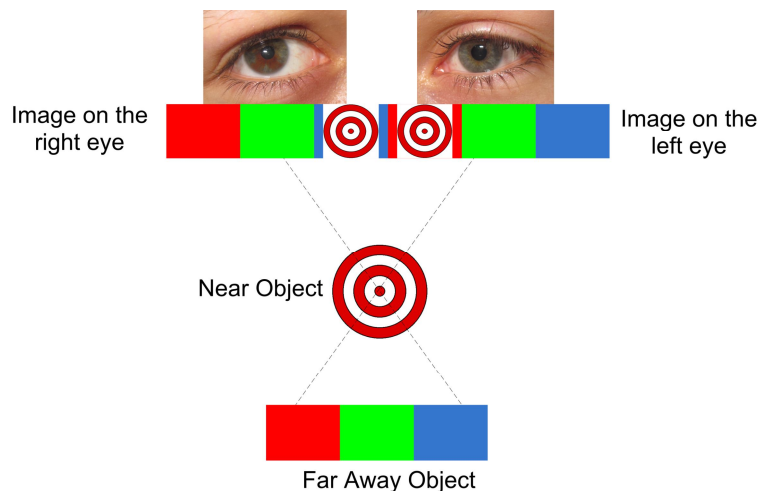 Image on the
right eye
Image on the
left eye
Near Object
Far Away Object